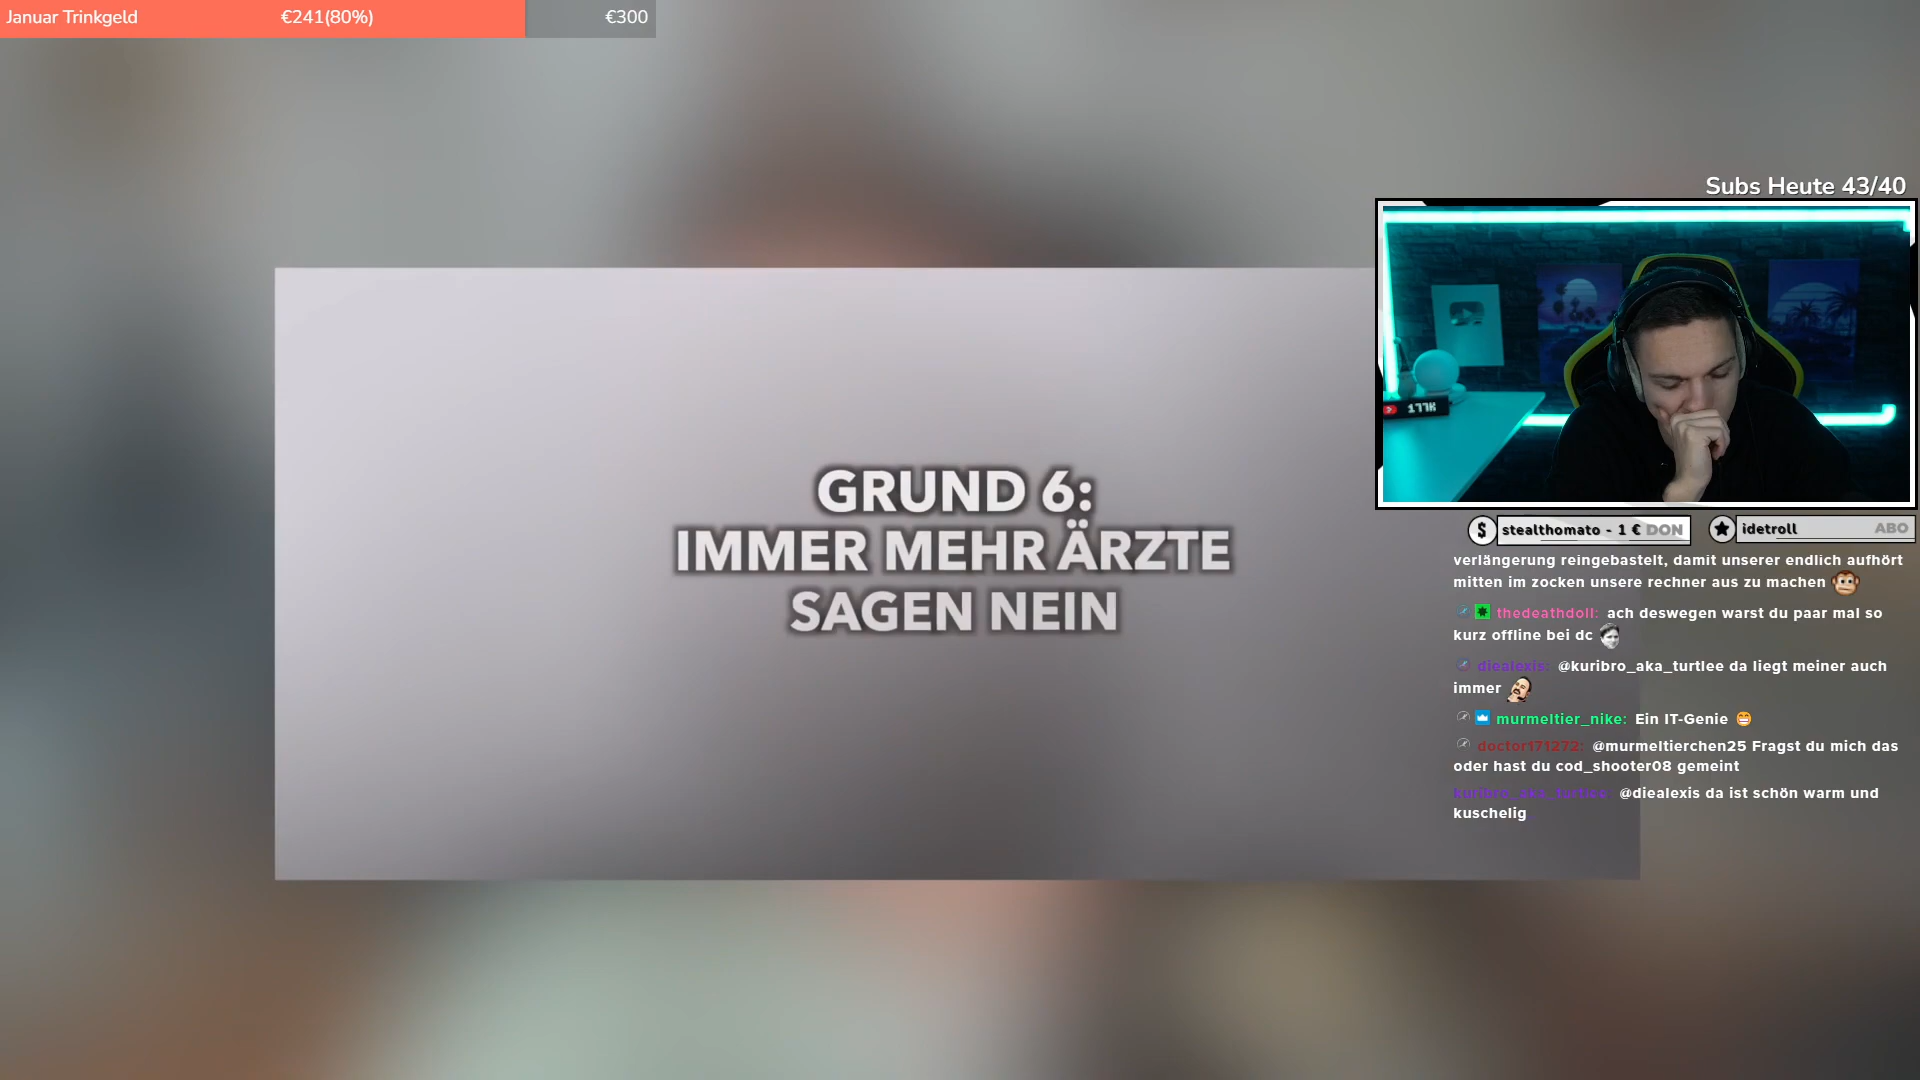 Januar Trinkgeld €241(80%) €300
Subs Heute 43/40
177K
GRUND 6:
IMMER MEHR ÄRZTE
SAGEN NEIN
$ stealthomato - 1 € DON
idetroll ABO
verlängerung reingebastelt, damit unserer endlich aufhört
mitten im zocken unsere rechner aus zu machen
thedeathdoll: ach deswegen warst du paar mal so
kurz offline bei dc
diealexis: @kuribro_aka_turtlee da liegt meiner auch
immer
murmeltier_nike: Ein IT-Genie
doctor171272: @murmeltierchen25 Fragst du mich das
oder hast du cod_shooter08 gemeint
kuribro_aka_turtlee: @diealexis da ist schön warm und
kuschelig